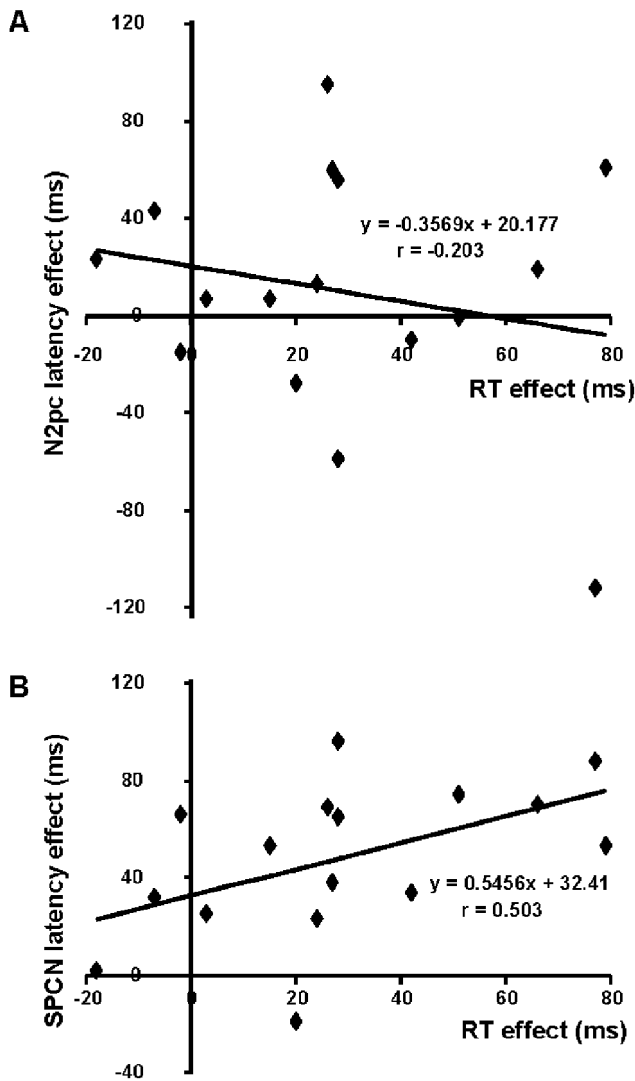 A
120
80
40
0
-40
-80
-120
-20
0
20
40
60
80
N2pc latency effect (ms)
y = -0.3569x + 20.177
r = -0.203
RT effect (ms)
B
120
80
40
0
-40
-20
0
20
40
60
80
SPCN latency effect (ms)
y = 0.5456x + 32.41
r = 0.503
RT effect (ms)